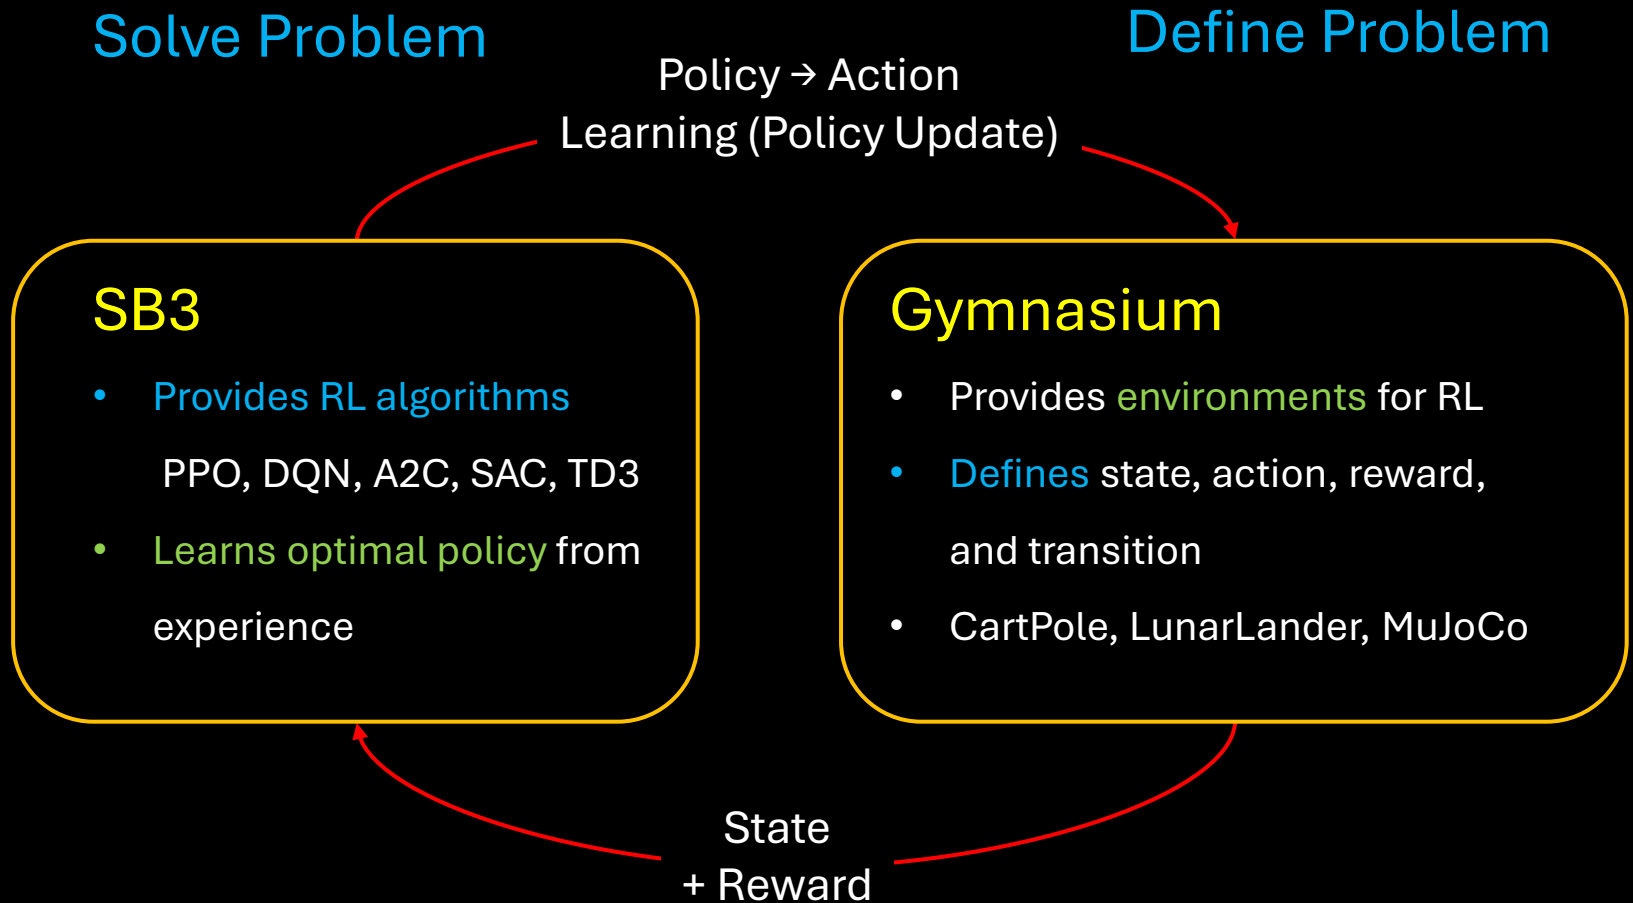 Solve Problem
Define Problem
Policy → Action
Learning (Policy Update)
SB3
• Provides RL algorithms
PPO, DQN, A2C, SAC, TD3
• Learns optimal policy from
experience
Gymnasium
• Provides environments for RL
• Defines state, action, reward,
and transition
• CartPole, LunarLander, MuJoCo
State
+ Reward